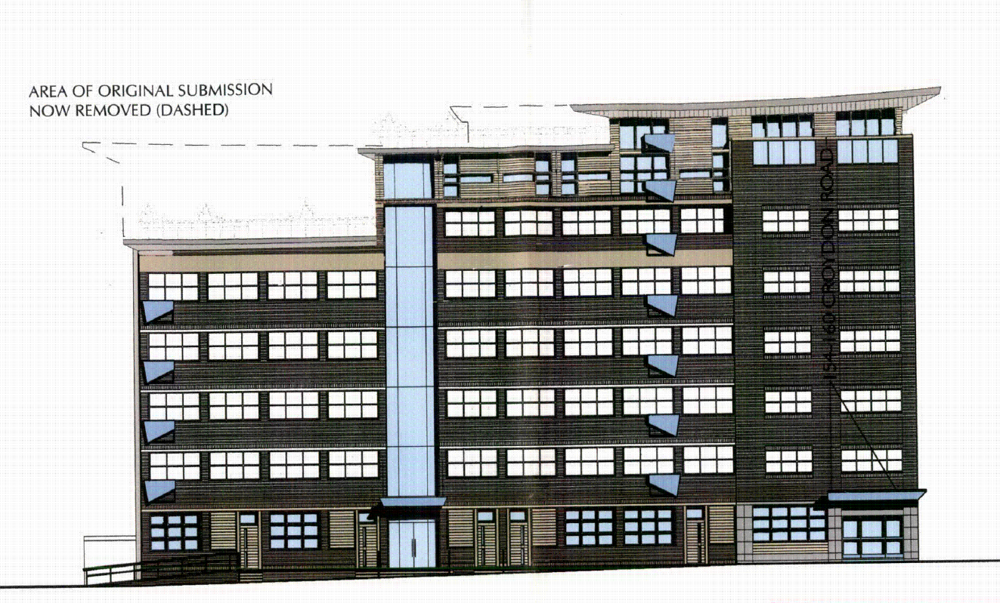 AREA OF ORIGINAL SUBMISSION
NOW REMOVED (DASHED)
154-160 CROYDON ROAD